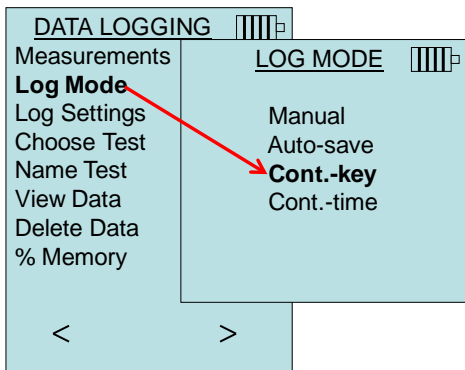 DATA LOGGING
Measurements
Log Mode
Log Settings
Choose Test
Name Test
View Data
Delete Data
% Memory
< >
LOG MODE
Manual
Auto-save
Cont.-key
Cont.-time